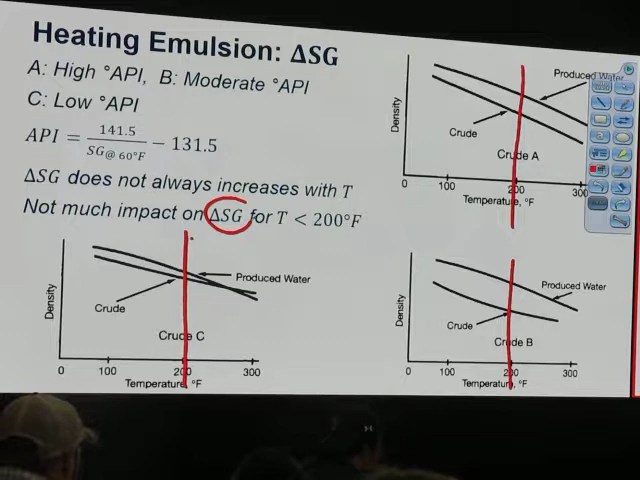 Heating Emulsion: ΔSG
A: High °API, B: Moderate °API
C: Low °API
API = 141.5 / SG@ 60°F − 131.5
ΔSG does not always increases with T
Not much impact on ΔSG for T < 200°F
Density
Produced Water
Crude
Crude A
0 100 200 300
Temperature, °F
Density
Produced Water
Crude
Crude C
0 100 200 300
Temperature, °F
Density
Produced Water
Crude
Crude B
0 100 200 300
Temperature, °F